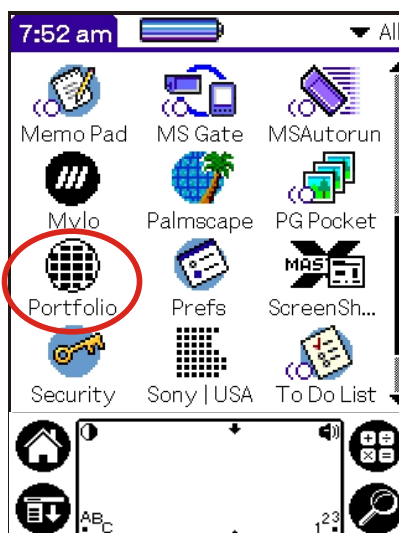 7:52 am All
Memo Pad MS Gate MSAutorun
Mylo Palmscape PG Pocket
MAS
Portfolio Prefs ScreenSh...
Security Sony | USA To Do List
ABC 123